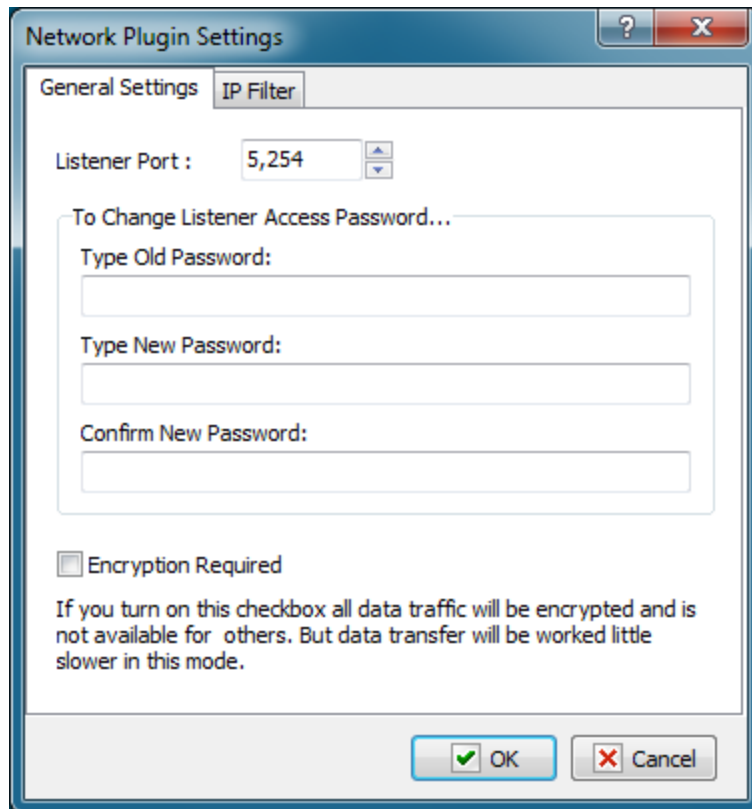 Network Plugin Settings
?
General Settings
IP Filter
Listener Port :
5,254
To Change Listener Access Password...
Type Old Password:
Type New Password:
Confirm New Password:
Encryption Required
If you turn on this checkbox all data traffic will be encrypted and is
not available for  others. But data transfer will be worked little
slower in this mode.
OK
Cancel